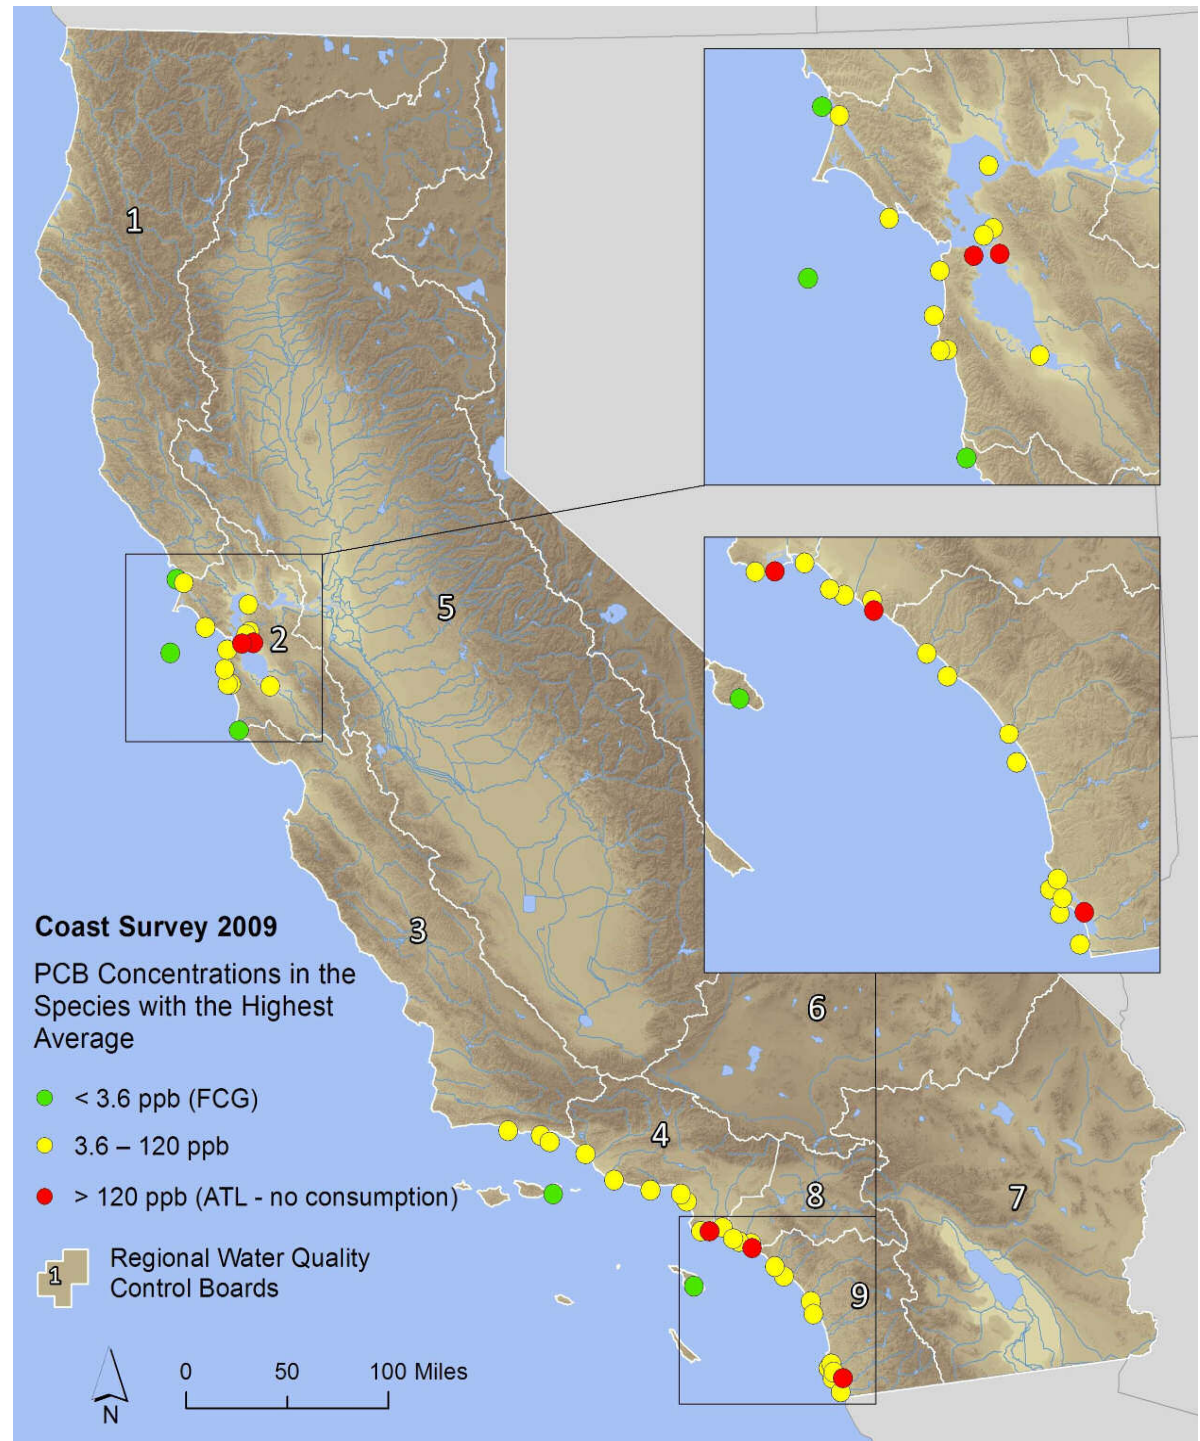 1
2
5
3
Coast Survey 2009
PCB Concentrations in the
Species with the Highest
Average
< 3.6 ppb (FCG)
3.6 – 120 ppb
> 120 ppb (ATL - no consumption)
1
Regional Water Quality
Control Boards
0 50 100 Miles
N
6
4
8
7
9